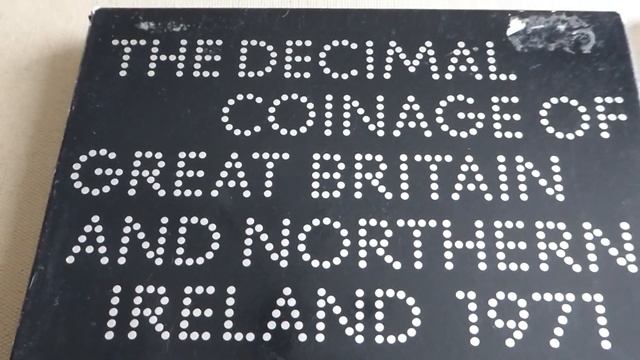 THE DECIMAL
COINAGE OF
GREAT BRITAIN
AND NORTHERN
IRELAND 1971